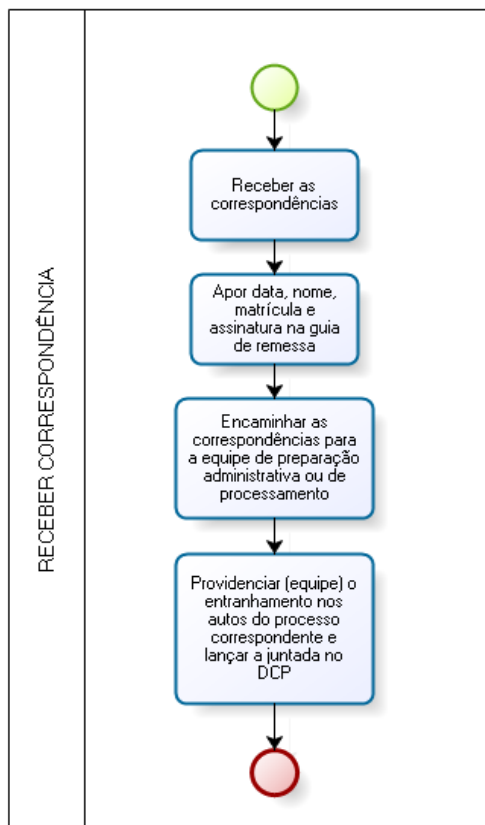 RECEBER CORRESPONDÊNCIA
Receber as
correspondências
Apor data, nome,
matrícula e
assinatura na guia
de remessa
Encaminhar as
correspondências para
a equipe de preparação
administrativa ou de
processamento
Providenciar (equipe) o
entranhamento nos
autos do processo
correspondente e
lançar a juntada no
DCP